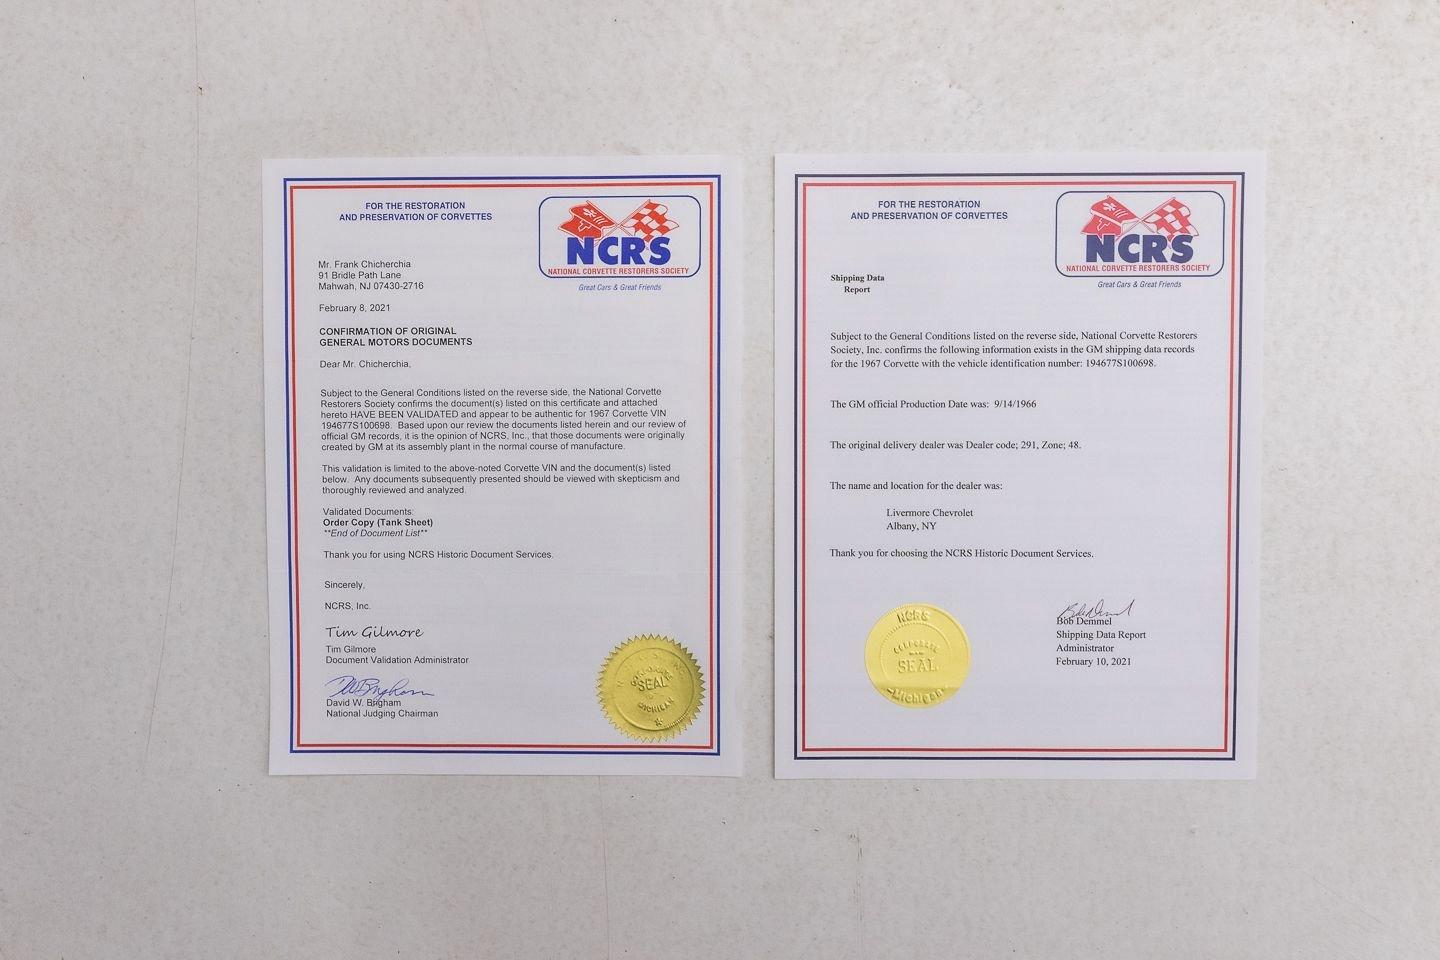 FOR THE RESTORATION
AND PRESERVATION OF CORVETTES
NCRS
NATIONAL CORVETTE RESTORERS SOCIETY
Great Cars & Great Friends
Mr. Frank Chicherchia
91 Bridle Path Lane
Mahwah, NJ 07430-2716
February 8, 2021
CONFIRMATION OF ORIGINAL
GENERAL MOTORS DOCUMENTS
Dear Mr. Chicherchia,
Subject to the General Conditions listed on the reverse side, the National Corvette
Restorers Society confirms the document(s) listed on this certificate and attached
hereto HAVE BEEN VALIDATED and appear to be authentic for 1967 Corvette VIN
194677S100698. Based upon our review the documents listed herein and our review of
official GM records, it is the opinion of NCRS, Inc., that those documents were originally
created by GM at its assembly plant in the normal course of manufacture.
This validation is limited to the above-noted Corvette VIN and the document(s) listed
below. Any documents subsequently presented should be viewed with skepticism and
thoroughly reviewed and analyzed.
Validated Documents:
Order Copy (Tank Sheet)
**End of Document List**
Thank you for using NCRS Historic Document Services.
Sincerely,
NCRS, Inc.
Tim Gilmore
Tim Gilmore
Document Validation Administrator
DWBrigham
David W. Brigham
National Judging Chairman
SEAL
MICHIGAN
FOR THE RESTORATION
AND PRESERVATION OF CORVETTES
NCRS
NATIONAL CORVETTE RESTORERS SOCIETY
Great Cars & Great Friends
Shipping Data
Report
Subject to the General Conditions listed on the reverse side, National Corvette Restorers
Society, Inc. confirms the following information exists in the GM shipping data records
for the 1967 Corvette with the vehicle identification number: 194677S100698.
The GM official Production Date was: 9/14/1966
The original delivery dealer was Dealer code; 291, Zone; 48.
The name and location for the dealer was:
Livermore Chevrolet
Albany, NY
Thank you for choosing the NCRS Historic Document Services.
NCRS
CORPORATE
SEAL
Michigan
Bob Demmel
Bob Demmel
Shipping Data Report
Administrator
February 10, 2021